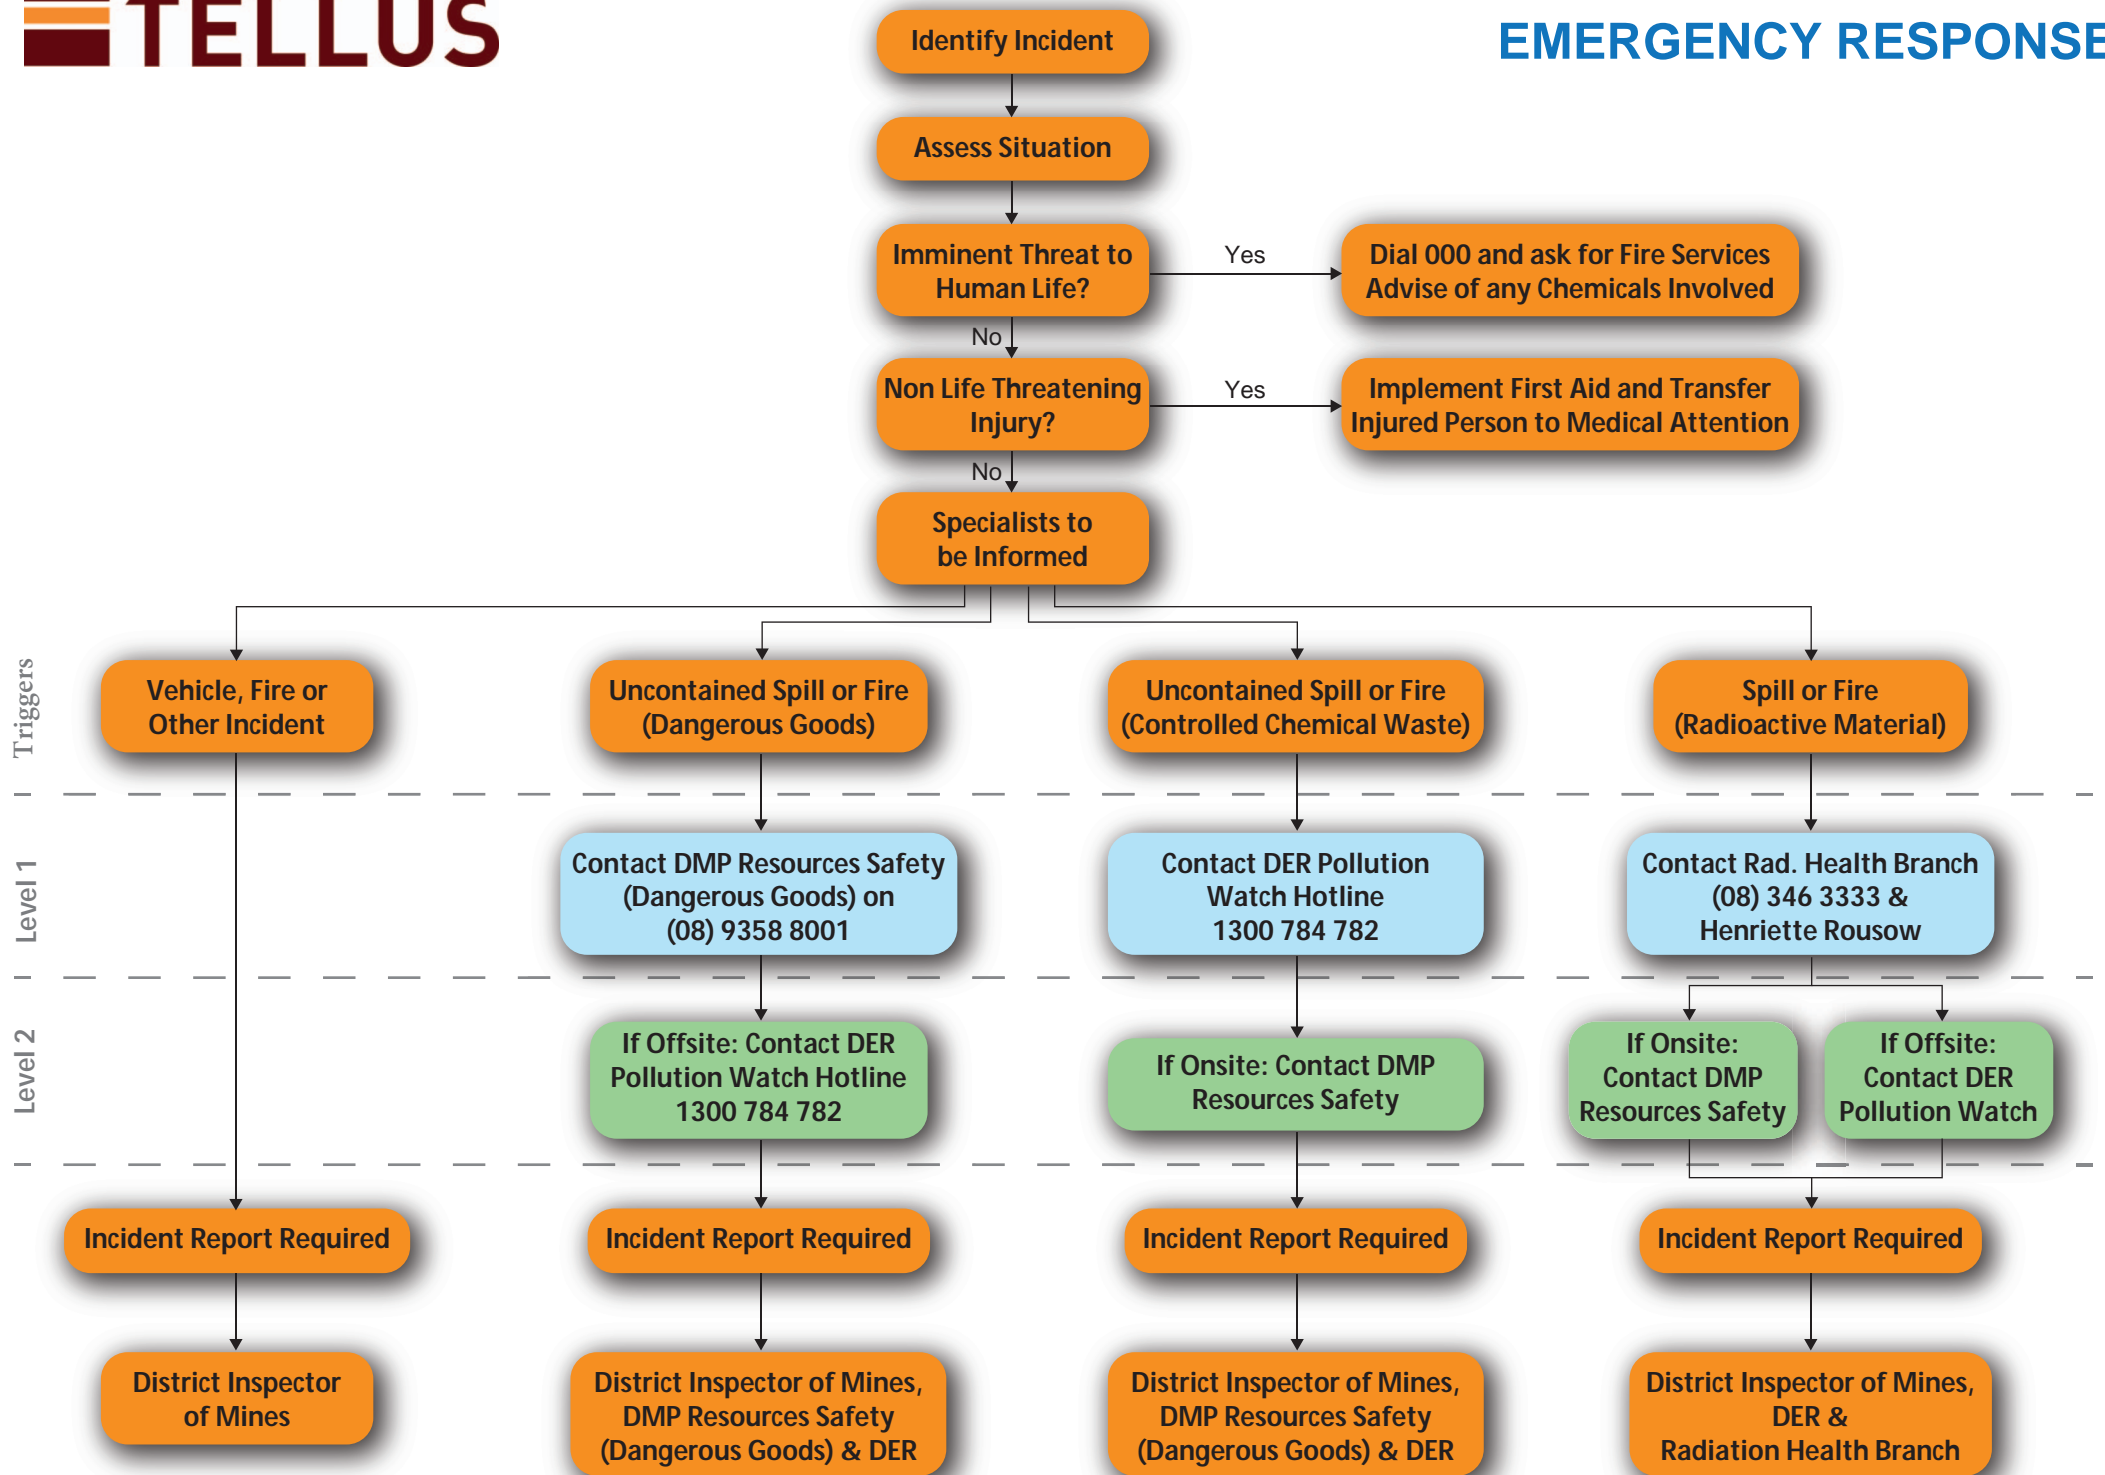 TELLUS
EMERGENCY RESPONSE
Identify Incident
Assess Situation
Imminent Threat to
Human Life?
Yes
Dial 000 and ask for Fire Services
Advise of any Chemicals Involved
No
Non Life Threatening
Injury?
Yes
Implement First Aid and Transfer
Injured Person to Medical Attention
No
Specialists to
be Informed
Triggers
Vehicle, Fire or
Other Incident
Uncontained Spill or Fire
(Dangerous Goods)
Uncontained Spill or Fire
(Controlled Chemical Waste)
Spill or Fire
(Radioactive Material)
Level 1
Contact DMP Resources Safety
(Dangerous Goods) on
(08) 9358 8001
Contact DER Pollution
Watch Hotline
1300 784 782
Contact Rad. Health Branch
(08) 346 3333 &
Henriette Rousow
Level 2
If Offsite: Contact DER
Pollution Watch Hotline
1300 784 782
If Onsite: Contact DMP
Resources Safety
If Onsite:
Contact DMP
Resources Safety
If Offsite:
Contact DER
Pollution Watch
Incident Report Required
Incident Report Required
Incident Report Required
Incident Report Required
District Inspector
of Mines
District Inspector of Mines,
DMP Resources Safety
(Dangerous Goods) & DER
District Inspector of Mines,
DMP Resources Safety
(Dangerous Goods) & DER
District Inspector of Mines,
DER &
Radiation Health Branch